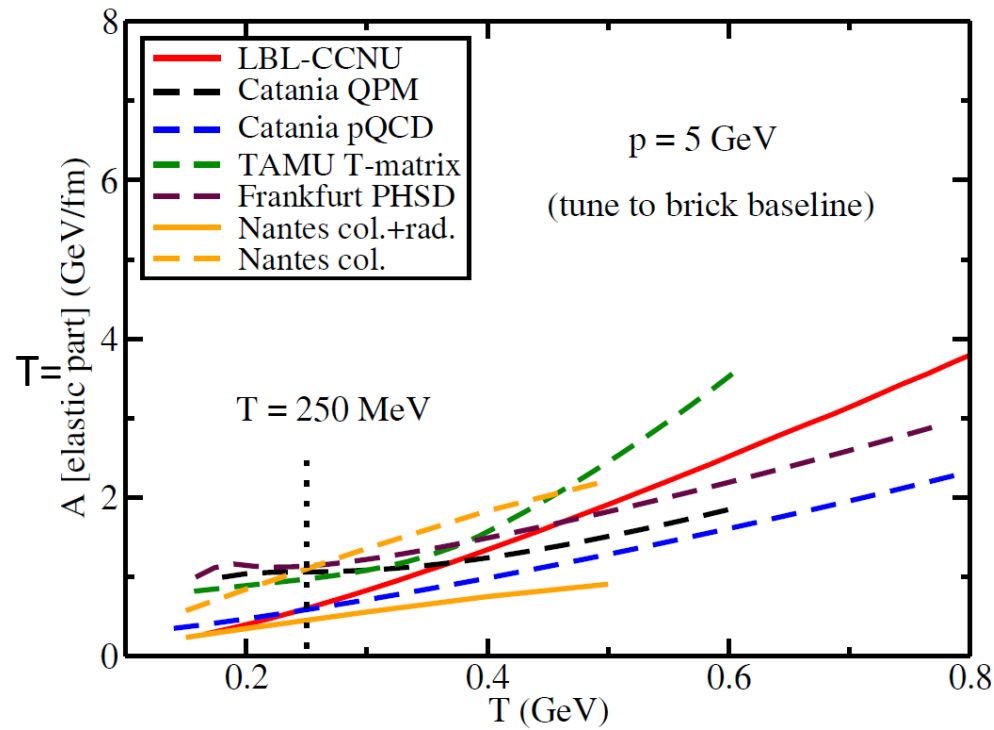 8
6
4
2
0
A [elastic part] (GeV/fm)
T=
LBL-CCNU
Catania QPM
Catania pQCD
TAMU T-matrix
Frankfurt PHSD
Nantes col.+rad.
Nantes col.
p = 5 GeV
(tune to brick baseline)
T = 250 MeV
0.2 0.4 0.6 0.8
T (GeV)